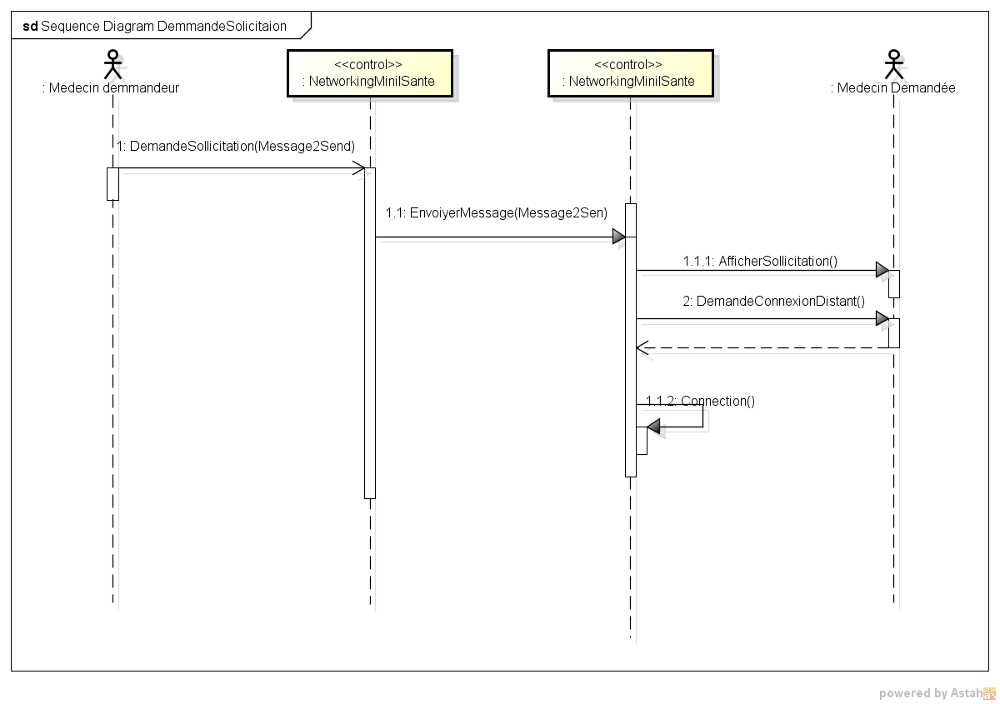 sd Sequence Diagram DemmandeSolicitaion
: Medecin demmandeur
<<control>>
: NetworkingMinilSante
<<control>>
: NetworkingMinilSante
: Medecin Demandée
1: DemandeSollicitation(Message2Send)
1.1: EnvoiyerMessage(Message2Sen)
1.1.1: AfficherSollicitation()
2: DemandeConnexionDistant()
1.1.2: Connection()
powered by Astah